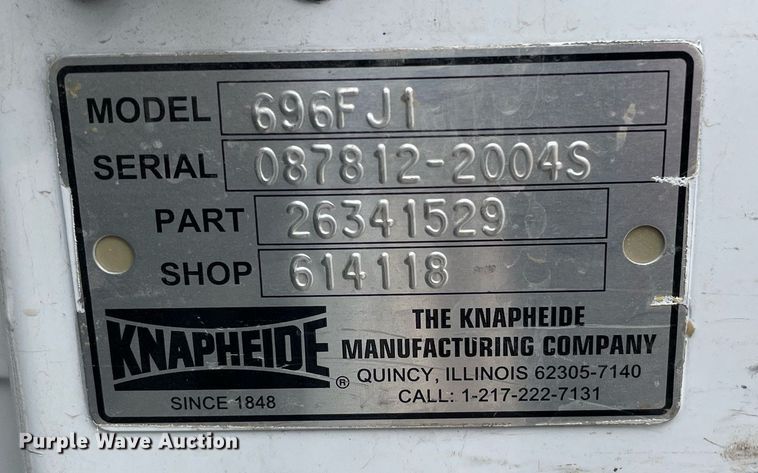 MODEL 696FJ1
SERIAL 087812-2004S
PART 26341529
SHOP 614118
KNAPHEIDE ®
SINCE 1848
THE KNAPHEIDE
MANUFACTURING COMPANY
QUINCY, ILLINOIS 62305-7140
CALL: 1-217-222-7131
Purple Wave Auction